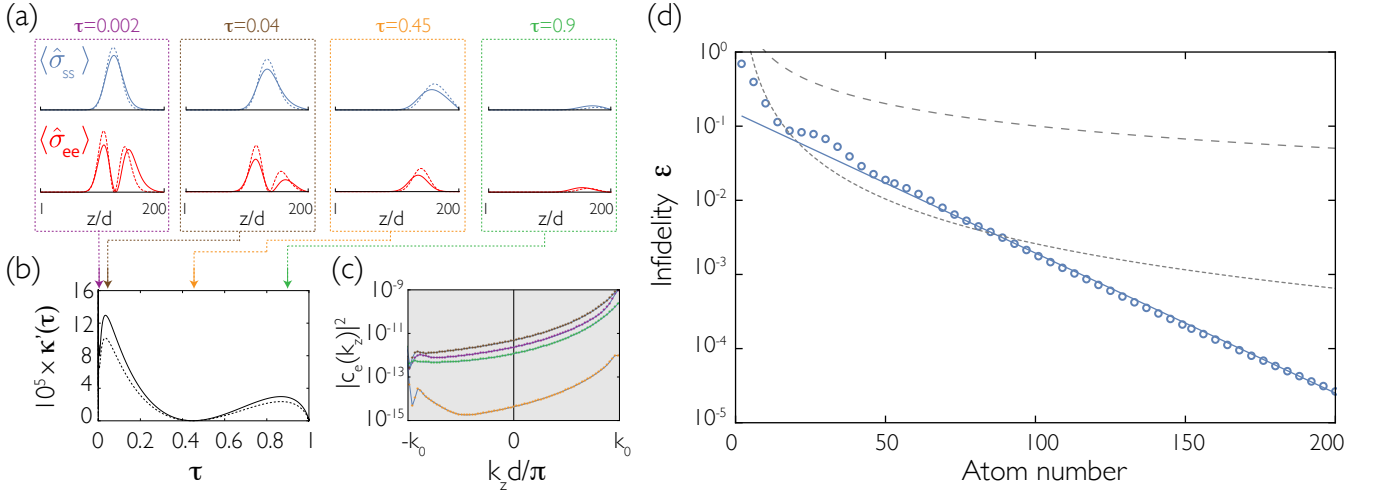 (a)
τ=0.002 τ=0.04 τ=0.45 τ=0.9
⟨σ̂ss⟩
⟨σ̂ee⟩
1 200 1 200 1 200 1 200
z/d z/d z/d z/d
(b)
10⁵ × κ'(τ)
16
12
8
4
0
0 0.2 0.4 0.6 0.8 1
τ
(c)
|cₑ(k_z)|²
10⁻⁹
10⁻¹¹
10⁻¹³
10⁻¹⁵
-k₀ 0 k₀
k_zd/π
(d)
Infidelity ε
10⁰
10⁻¹
10⁻²
10⁻³
10⁻⁴
10⁻⁵
0 50 100 150 200
Atom number